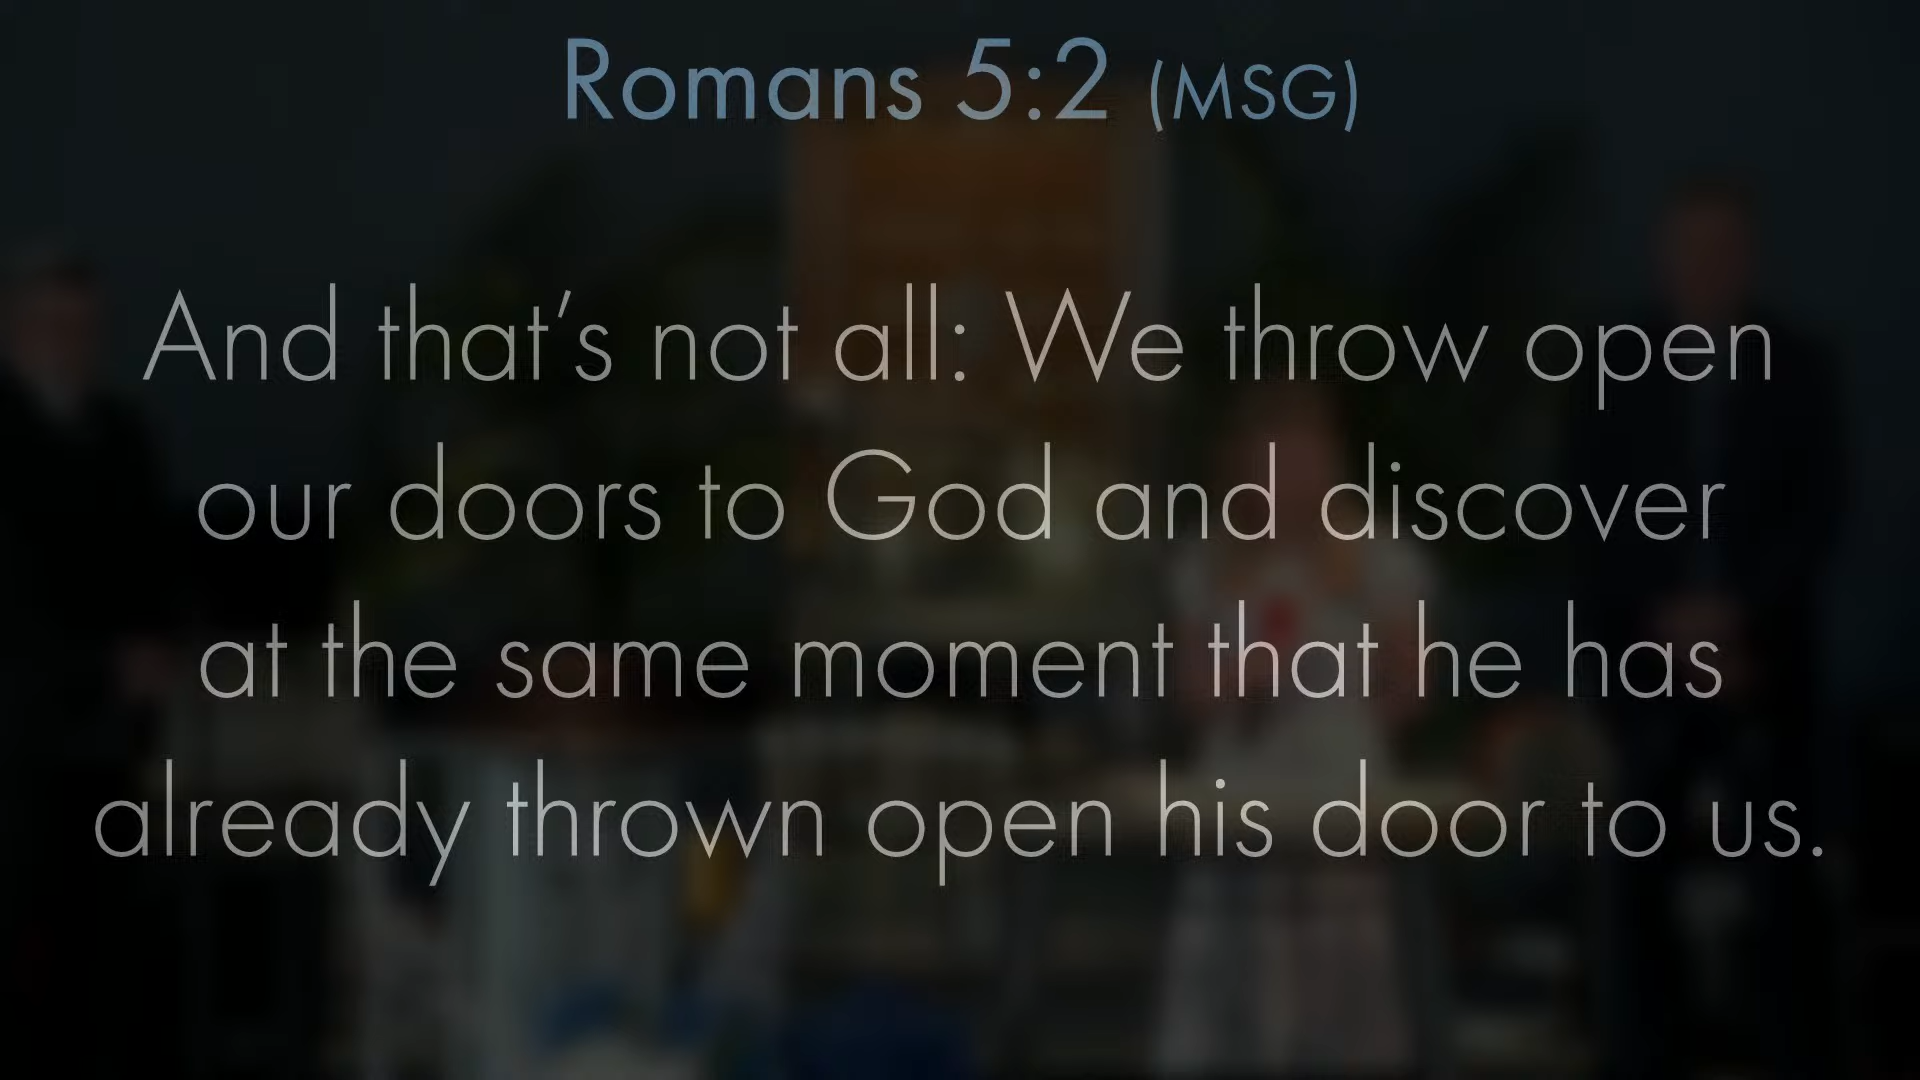 Romans 5:2 (MSG)
And that’s not all: We throw open
our doors to God and discover
at the same moment that he has
already thrown open his door to us.